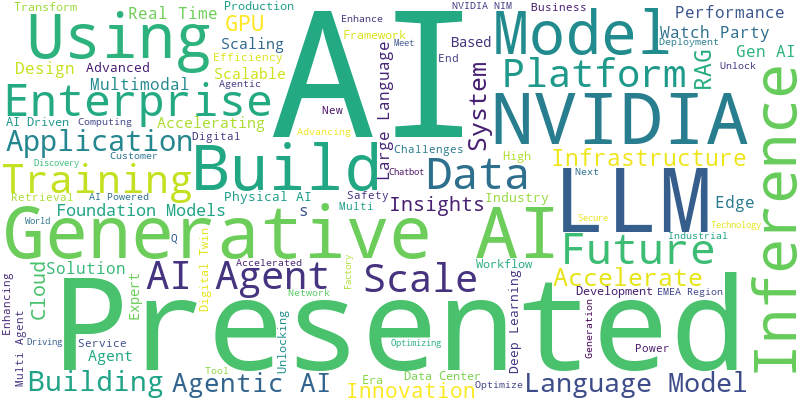 Transform
Real Time
Production
Enhance
NVIDIA NIM
Business
Performance
Using
GPU
AI
Model
Watch Party
Framework
Scaling
Meet
Deployment
Gen AI
Design
Advanced
Efficiency
Based
End
Platform
RAG
Unlock
Multimodal
Scalable
Agentic
Large Language
System
Enterprise
New
NVIDIA
Inference
AI Driven
Computing
Accelerating
Digital
Advancing
Application
Build
Challenges
High
Infrastructure
Discovery
Customer
Chatbot
Data
Training
Physical AI
Safety
Next
LLM
Retrieval
AI Powered
Multi
Insights
Industry
Edge
Foundation Models
s
World
Q
Secure
Technology
Generative AI
Digital Twin
Future
Industrial
Cloud
Solution
AI Agent
Accelerated
Scale
Workflow
Accelerate
Enhancing
Expert
Factory
Deep Learning
Development
EMEA Region
Network
Presented
Generation
Multi Agent
Driving
Service
Unlocking
Optimizing
Power
Agent
Building
Agentic AI
Tool
Era
Data Center
Innovation
Optimize
Language Model